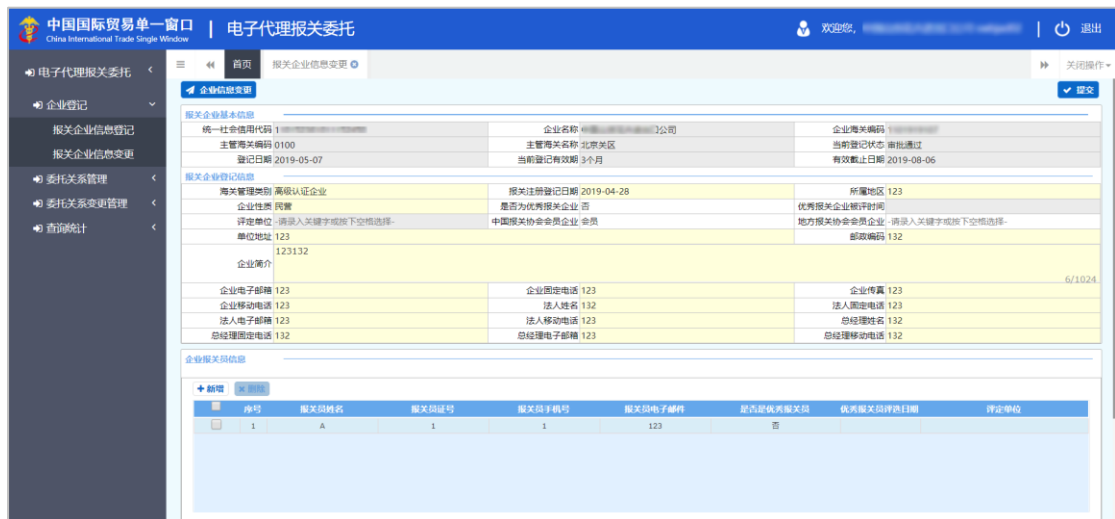 中国国际贸易单一窗口 | 电子代理报关委托 欢迎您, | 退出
China International Trade Single Window
电子代理报关委托
企业登记
报关企业信息登记
报关企业信息变更
委托关系管理
委托关系变更管理
查询统计
首页 报关企业信息变更 关闭操作
企业信息变更 提交
报关企业基本信息
统一社会信用代码 1 企业名称 公司 企业海关编码
主管海关编码 0100 主管海关名称 北京关区 当前登记状态 审批通过
登记日期 2019-05-07 当前登记有效期 3个月 有效截止日期 2019-08-06
报关企业登记信息
海关管理类别 高级认证企业 报关注册登记日期 2019-04-28 所属地区 123
企业性质 民营 是否为优秀报关企业 否 优秀报关企业被评时间
评定单位 -请录入关键字或按下空格选择- 中国报关协会会员企业 会员 地方报关协会会员企业 -请录入关键字或按下空格选择-
单位地址 123 邮政编码 132
企业简介 123132
6/1024
企业电子邮箱 123 企业固定电话 123 企业传真 123
企业移动电话 123 法人姓名 132 法人固定电话 123
法人电子邮箱 123 法人移动电话 123 总经理姓名 132
总经理固定电话 132 总经理电子邮箱 123 总经理移动电话 132
企业报关员信息
新增 删除
序号 报关员姓名 报关员证号 报关员手机号 报关员电子邮件 是否是优秀报关员 优秀报关员评选日期 评定单位
1 A 1 1 123 否